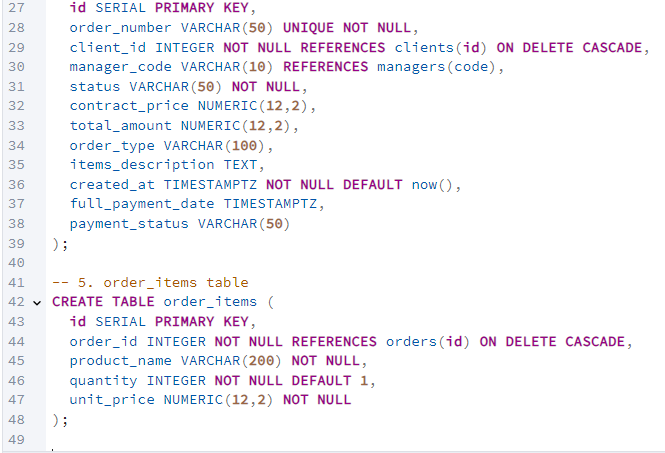 27 id SERIAL PRIMARY KEY,
28 order_number VARCHAR(50) UNIQUE NOT NULL,
29 client_id INTEGER NOT NULL REFERENCES clients(id) ON DELETE CASCADE,
30 manager_code VARCHAR(10) REFERENCES managers(code),
31 status VARCHAR(50) NOT NULL,
32 contract_price NUMERIC(12,2),
33 total_amount NUMERIC(12,2),
34 order_type VARCHAR(100),
35 items_description TEXT,
36 created_at TIMESTAMPTZ NOT NULL DEFAULT now(),
37 full_payment_date TIMESTAMPTZ,
38 payment_status VARCHAR(50)
39 );
40
41 -- 5. order_items table
42 CREATE TABLE order_items (
43 id SERIAL PRIMARY KEY,
44 order_id INTEGER NOT NULL REFERENCES orders(id) ON DELETE CASCADE,
45 product_name VARCHAR(200) NOT NULL,
46 quantity INTEGER NOT NULL DEFAULT 1,
47 unit_price NUMERIC(12,2) NOT NULL
48 );
49